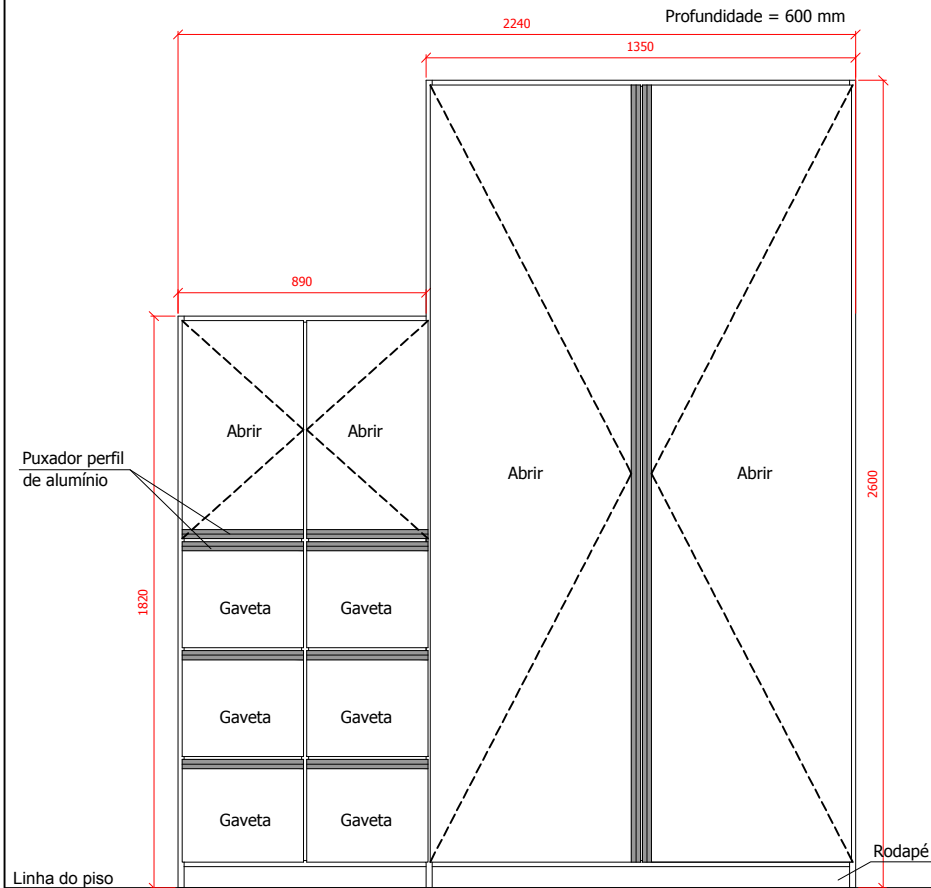 Profundidade = 600 mm
2240
1350
890
Abrir
Abrir
Puxador perfil
de alumínio
Abrir
Abrir
2600
1820
Gaveta
Gaveta
Gaveta
Gaveta
Gaveta
Gaveta
Rodapé
Linha do piso